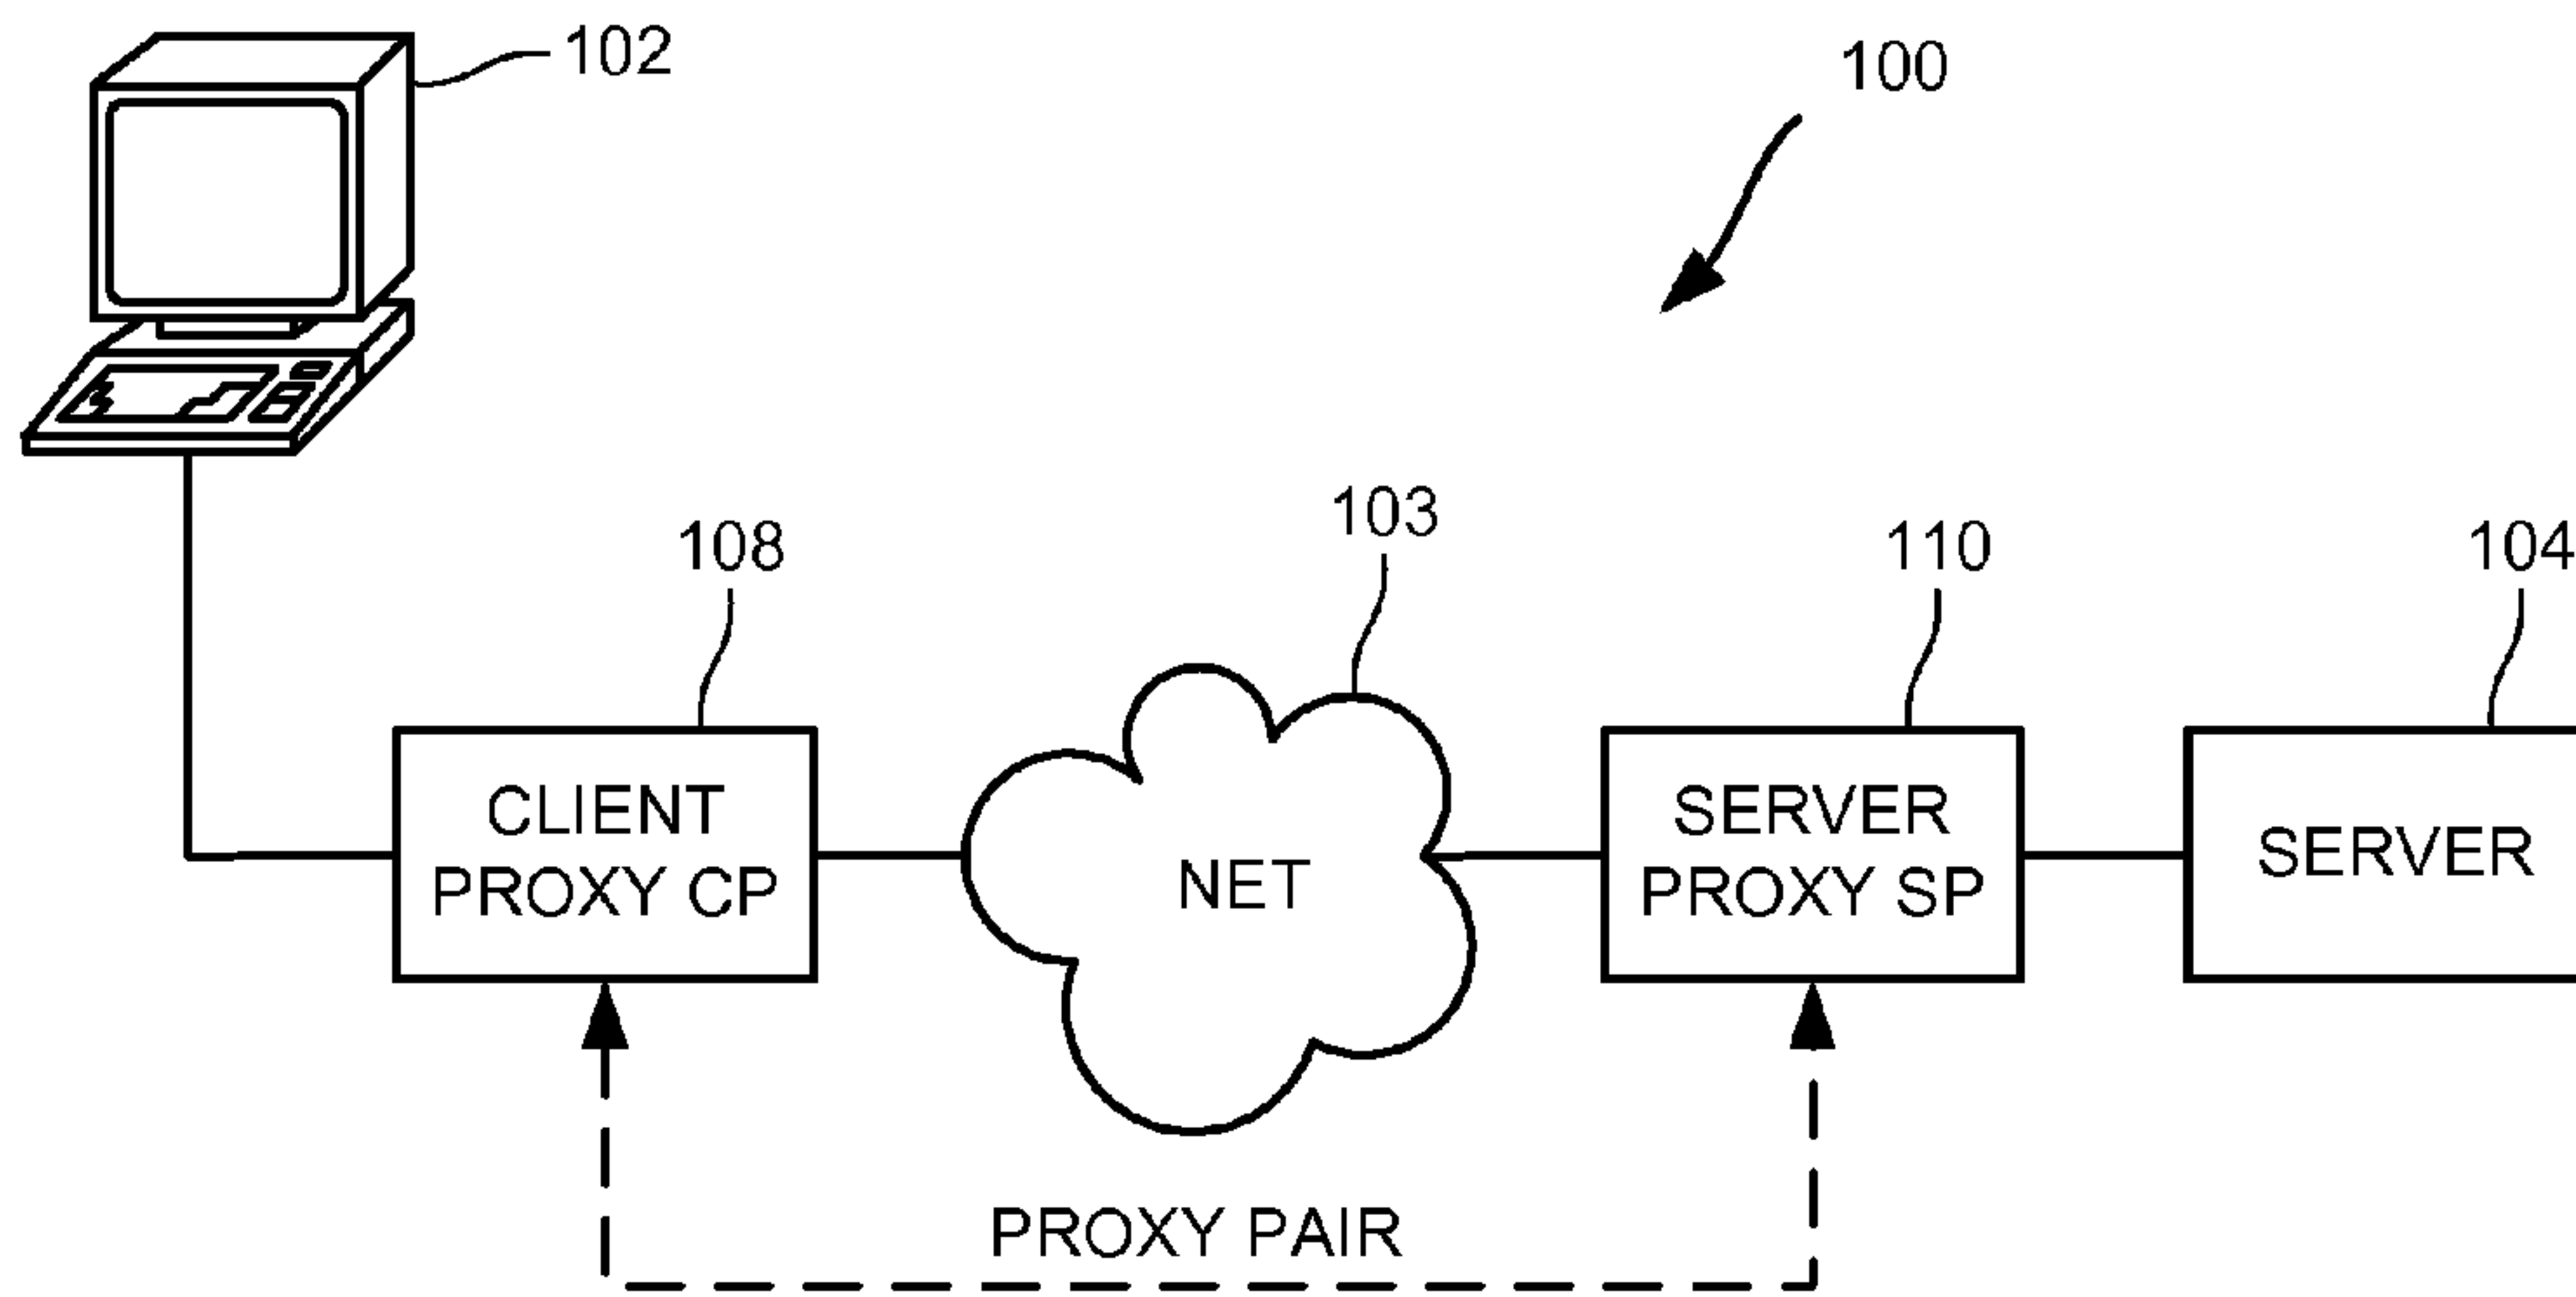 102
100
108
103
110
104
CLIENT
PROXY CP
NET
SERVER
PROXY SP
SERVER
PROXY PAIR